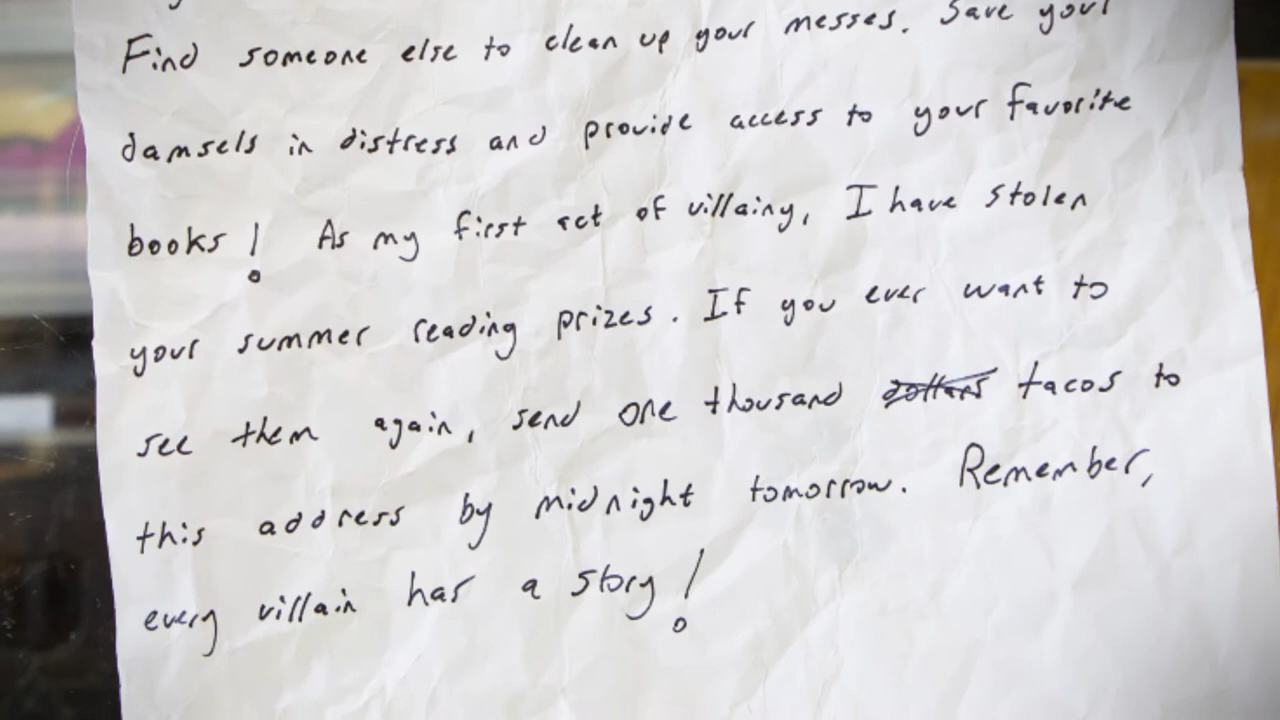 Find someone else to clean up your messes. Save your
damsels in distress and provide access to your favorite
books! As my first act of villainy, I have stolen
your summer reading prizes. If you ever want to
see them again, send one thousand dollars tacos to
this address by midnight tomorrow. Remember,
every villain has a story!